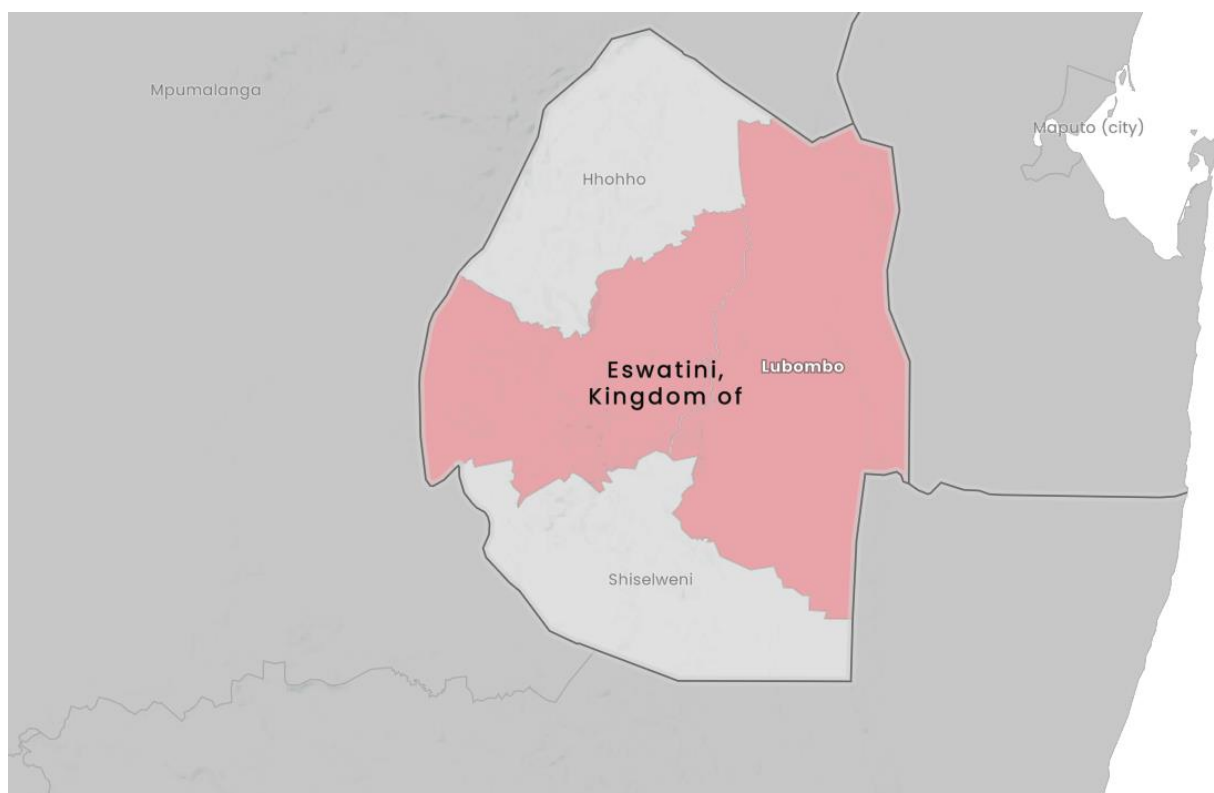 Mpumalanga
Maputo (city)
Hhohho
Eswatini,
Kingdom of
Lubombo
Shiselweni